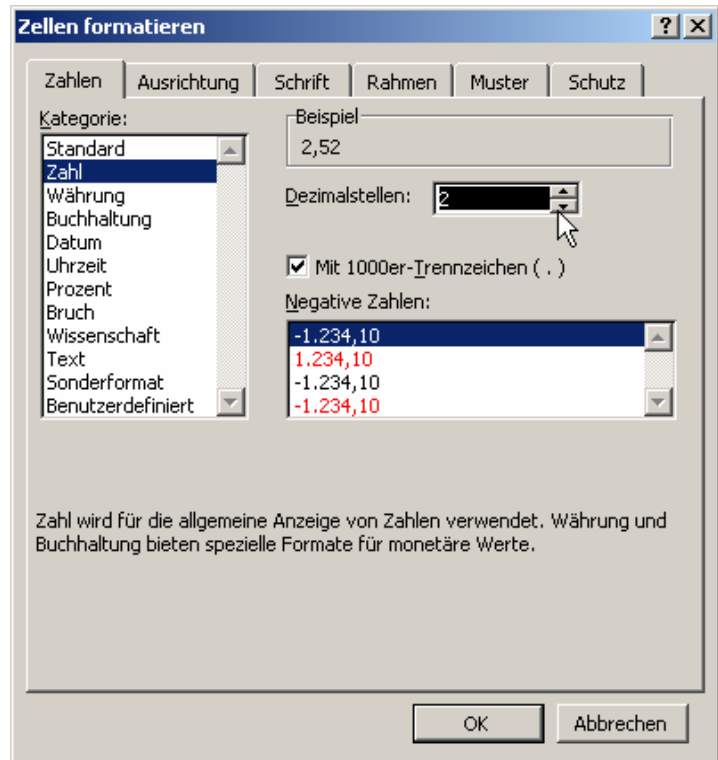 Zellen formatieren
Zahlen Ausrichtung Schrift Rahmen Muster Schutz
Kategorie:
Standard
Zahl
Währung
Buchhaltung
Datum
Uhrzeit
Prozent
Bruch
Wissenschaft
Text
Sonderformat
Benutzerdefiniert
Beispiel
2,52
Dezimalstellen: 2
Mit 1000er-Trennzeichen ( . )
Negative Zahlen:
-1.234,10
1.234,10
-1.234,10
-1.234,10
Zahl wird für die allgemeine Anzeige von Zahlen verwendet. Währung und
Buchhaltung bieten spezielle Formate für monetäre Werte.
OK Abbrechen